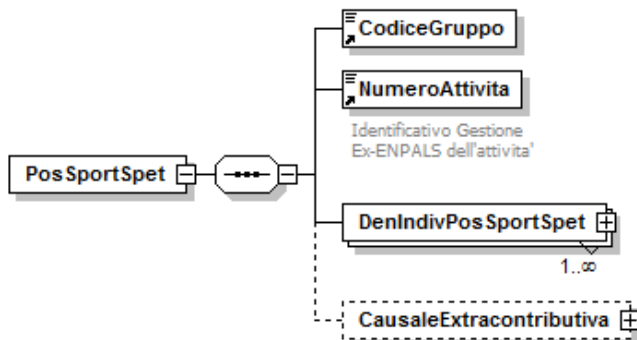 CodiceGruppo
NumeroAttivita
Identificativo Gestione
Ex-ENPALS dell'attivita'
PosSportSpet
DenIndivPosSportSpet
1..∞
CausaleExtracontributiva